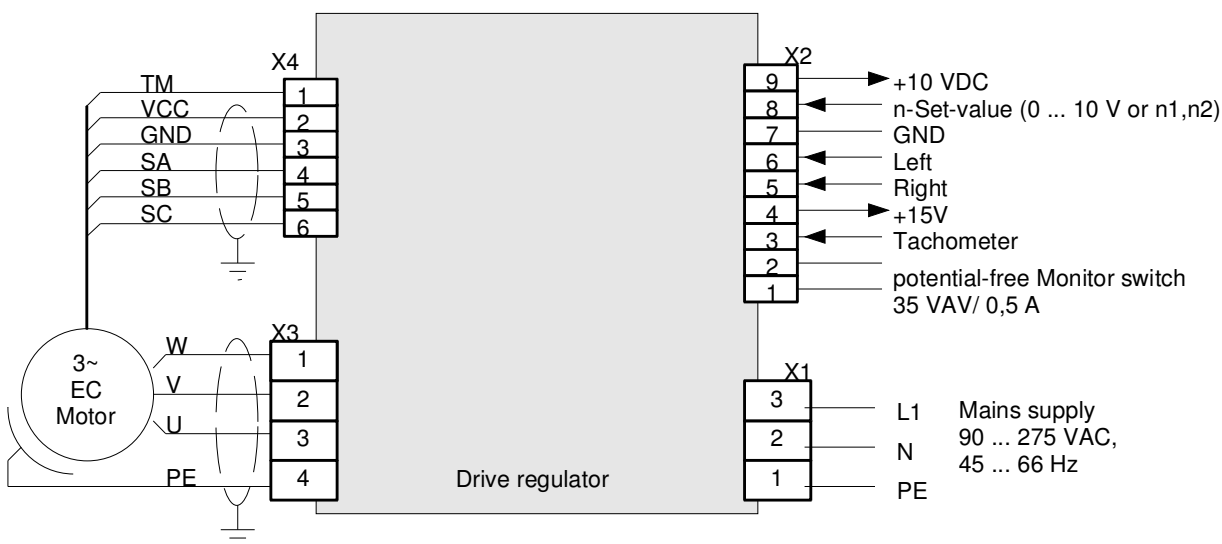 X4
TM
1
VCC
2
GND
3
SA
4
SB
5
SC
6
X3
W
1
V
2
U
3
PE
4
3~
EC
Motor
Drive regulator
X2
9 +10 VDC
8 n-Set-value (0 ... 10 V or n1,n2)
7 GND
6 Left
5 Right
4 +15V
3 Tachometer
2
1
potential-free Monitor switch
35 VAV/ 0,5 A
X1
3 L1
2 N
1 PE
Mains supply
90 ... 275 VAC,
45 ... 66 Hz